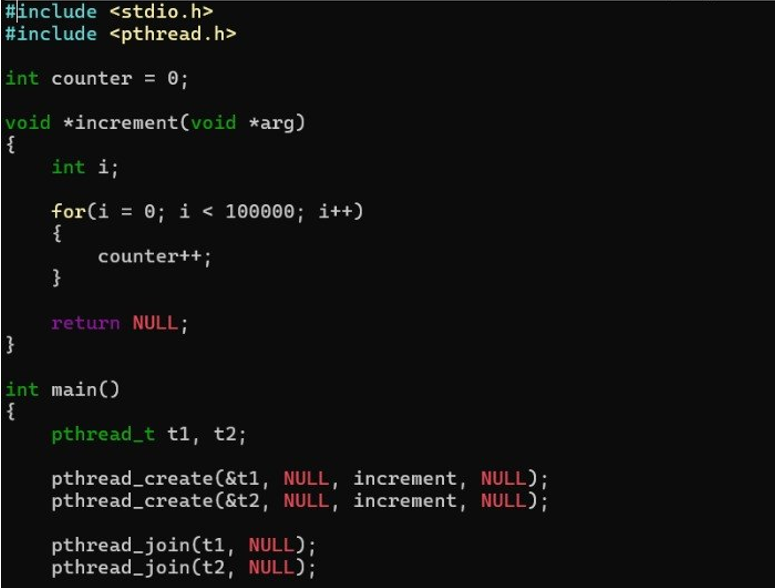 #include <stdio.h>
#include <pthread.h>
int counter = 0;
void *increment(void *arg)
{
int i;
for(i = 0; i < 100000; i++)
{
counter++;
}
return NULL;
}
int main()
{
pthread_t t1, t2;
pthread_create(&t1, NULL, increment, NULL);
pthread_create(&t2, NULL, increment, NULL);
pthread_join(t1, NULL);
pthread_join(t2, NULL);